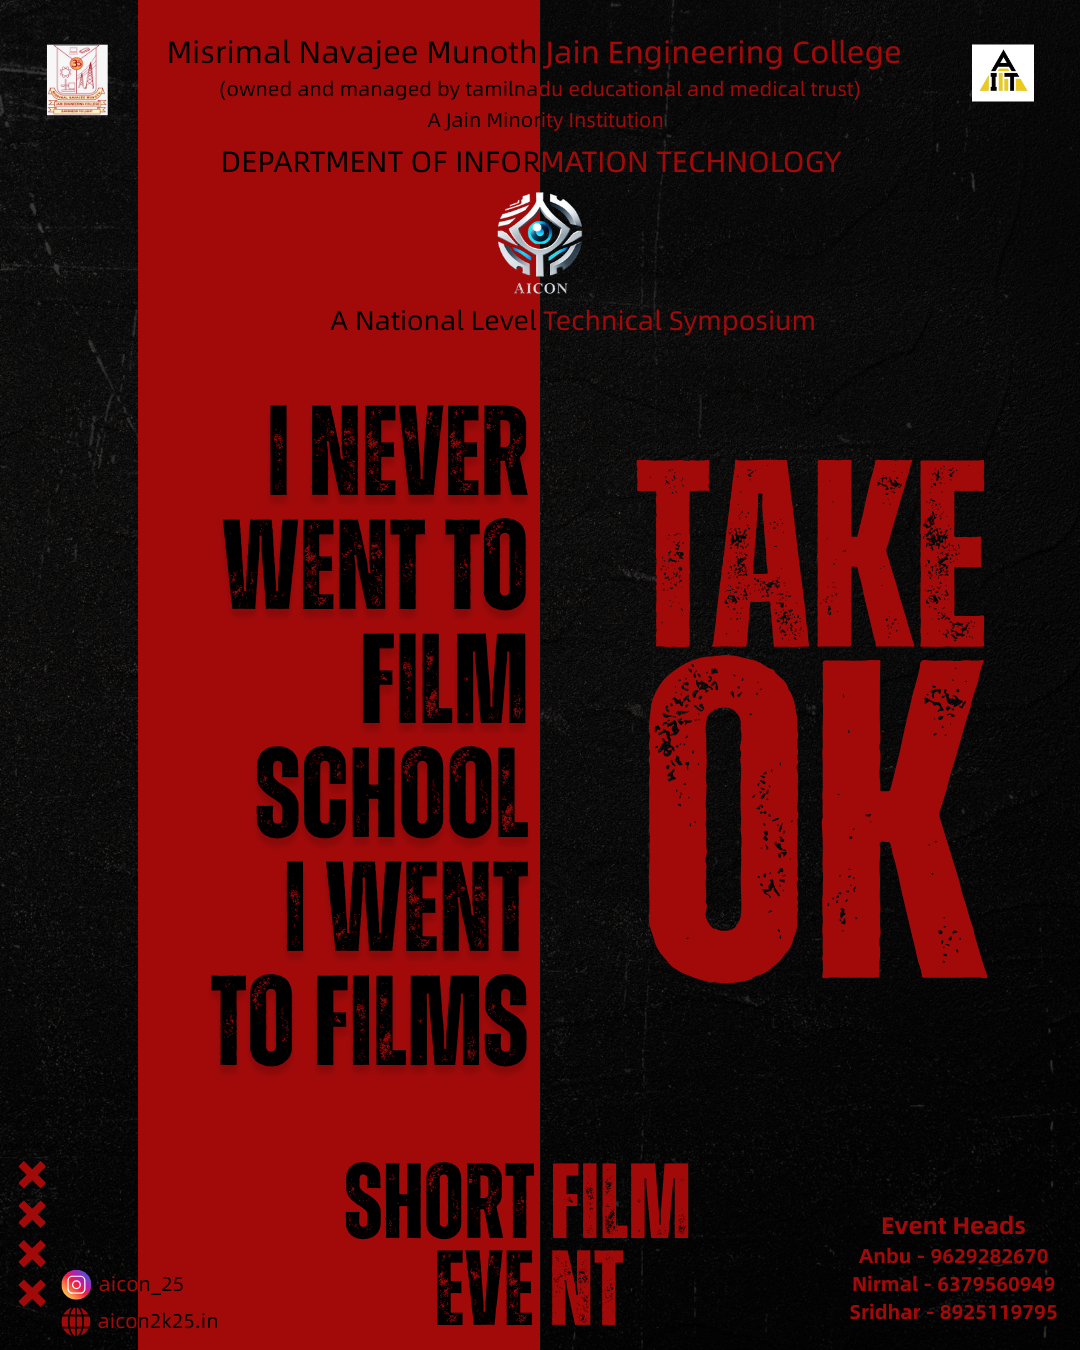 Misrimal Navajee Munoth Jain Engineering College
(owned and managed by tamilnadu educational and medical trust)
A Jain Minority Institution
DEPARTMENT OF INFORMATION TECHNOLOGY
AIT
AICON
A National Level Technical Symposium
I NEVER
WENT TO
FILM
SCHOOL
I WENT
TO FILMS
TAKE
OK
SHORT FILM
EVENT
aicon_25
aicon2k25.in
Event Heads
Anbu - 9629282670
Nirmal - 6379560949
Sridhar - 8925119795